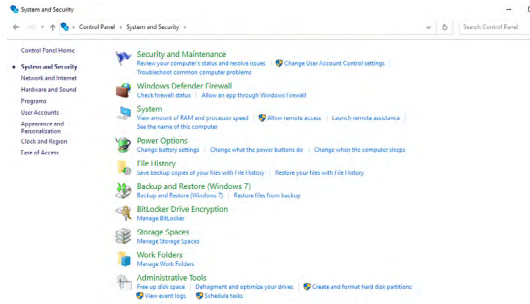 System and Security
Control Panel › System and Security ›
Search Control Panel
Control Panel Home
System and Security
Network and Internet
Hardware and Sound
Programs
User Accounts
Appearance and
Personalization
Clock and Region
Ease of Access
Security and Maintenance
Review your computer's status and resolve issues | Change User Account Control settings
Troubleshoot common computer problems
Windows Defender Firewall
Check firewall status | Allow an app through Windows Firewall
System
View amount of RAM and processor speed | Allow remote access | Launch remote assistance
See the name of this computer
Power Options
Change battery settings | Change what the power buttons do | Change when the computer sleeps
File History
Save backup copies of your files with File History | Restore your files with File History
Backup and Restore (Windows 7)
Backup and Restore (Windows 7) | Restore files from backup
BitLocker Drive Encryption
Manage BitLocker
Storage Spaces
Manage Storage Spaces
Work Folders
Manage Work Folders
Administrative Tools
Free up disk space | Defragment and optimize your drives | Create and format hard disk partitions
View event logs | Schedule tasks